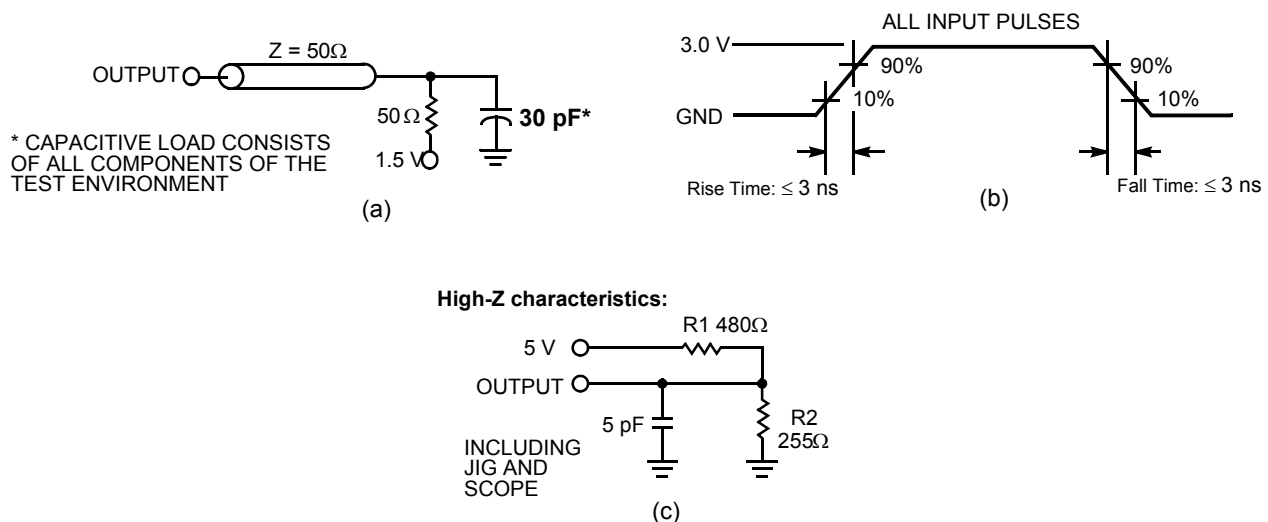 Z = 50Ω
OUTPUT
50Ω
30 pF*
1.5 V
* CAPACITIVE LOAD CONSISTS
OF ALL COMPONENTS OF THE
TEST ENVIRONMENT
(a)
ALL INPUT PULSES
3.0 V
90%
10%
GND
90%
10%
Rise Time: ≤ 3 ns
Fall Time: ≤ 3 ns
(b)
High-Z characteristics:
R1 480Ω
5 V
OUTPUT
5 pF
R2
255Ω
INCLUDING
JIG AND
SCOPE
(c)